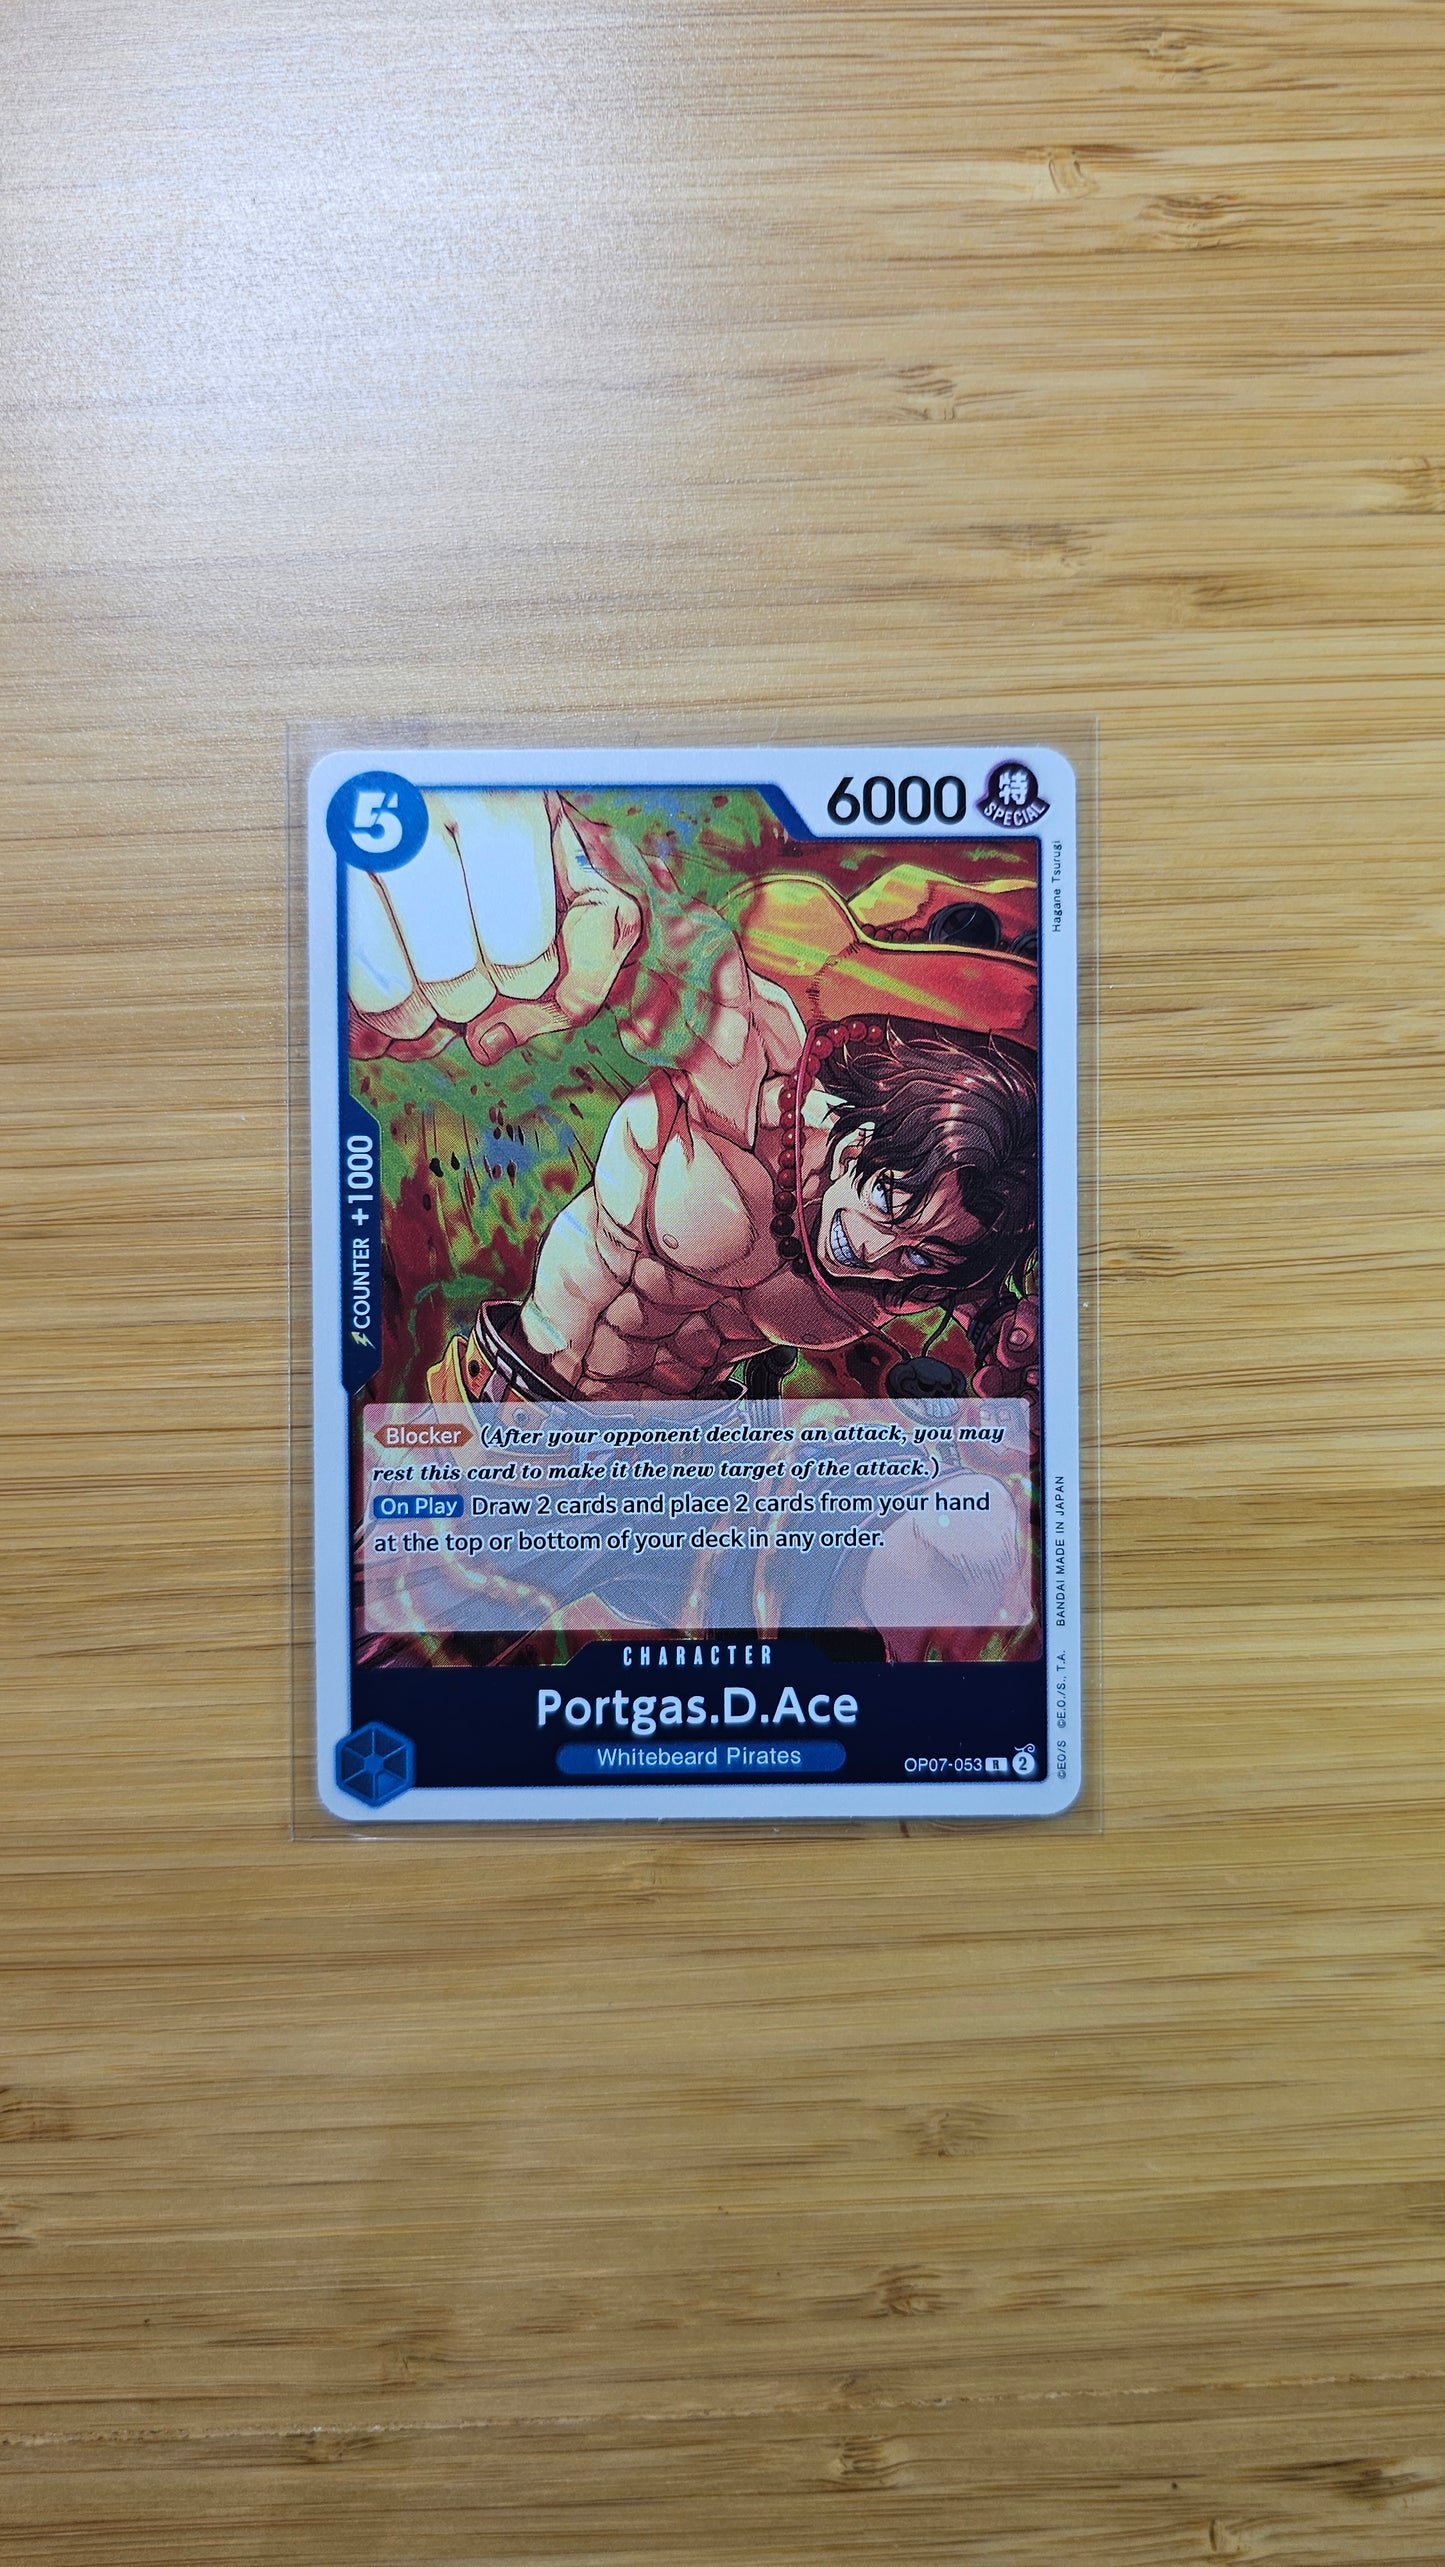 5
6000
特
SPECIAL
Hagane Tsurugi
COUNTER +1000
Blocker (After your opponent declares an attack, you may
rest this card to make it the new target of the attack.)
On Play Draw 2 cards and place 2 cards from your hand
at the top or bottom of your deck in any order.
CHARACTER
Portgas.D.Ace
Whitebeard Pirates
OP07-053 R 2
©EO/S ©E.O./S., T.A. BANDAI MADE IN JAPAN